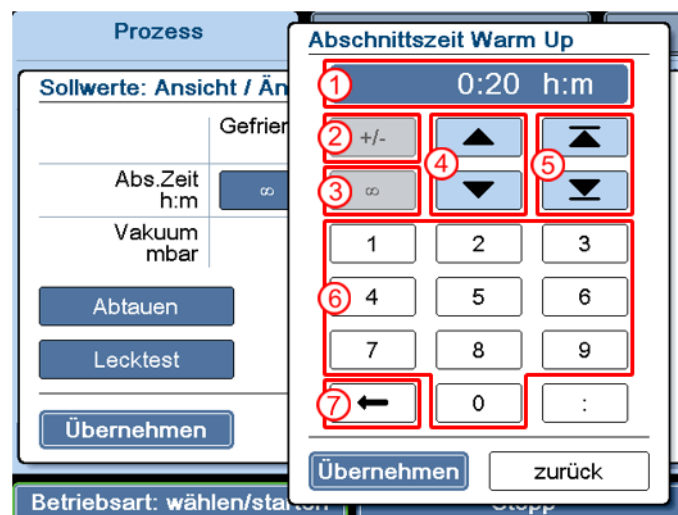 Prozess
Abschnittszeit Warm Up
Sollwerte: Ansicht / Än
1 0:20 h:m
Gefrier
2 +/-
4
5
Abs.Zeit
h:m
∞
3 ∞
Vakuum
mbar
1 2 3
Abtauen
6 4 5 6
Lecktest
7 8 9
7 ← 0 :
Übernehmen
Übernehmen zurück
Betriebsart: wählen/starten
Stopp